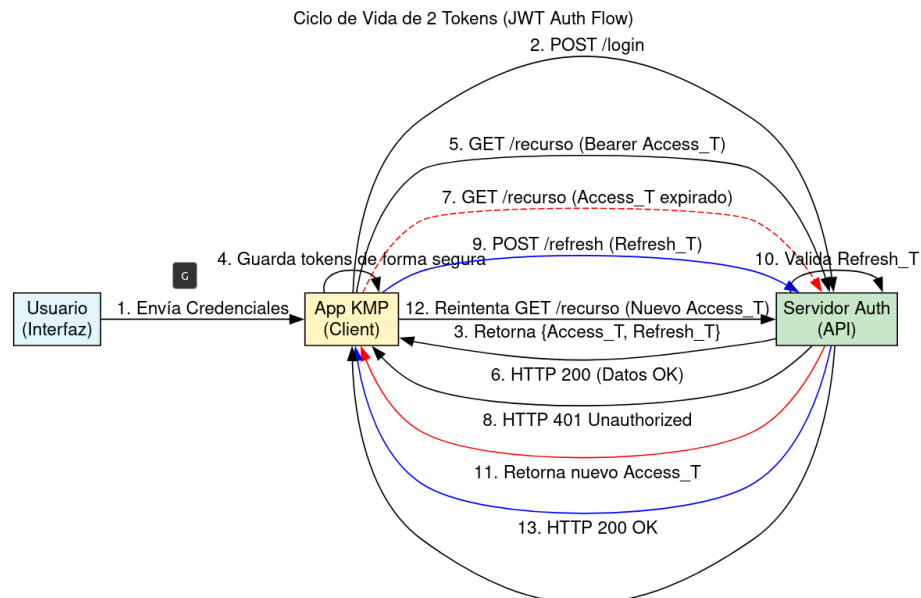 Ciclo de Vida de 2 Tokens (JWT Auth Flow)
2. POST /login
5. GET /recurso (Bearer Access_T)
7. GET /recurso (Access_T expirado)
9. POST /refresh (Refresh_T)
4. Guarda tokens de forma segura
10. Valida Refresh_T
G
Usuario
(Interfaz)
1. Envía Credenciales
App KMP
(Client)
12. Reintenta GET /recurso (Nuevo Access_T)
3. Retorna {Access_T, Refresh_T}
Servidor Auth
(API)
6. HTTP 200 (Datos OK)
8. HTTP 401 Unauthorized
11. Retorna nuevo Access_T
13. HTTP 200 OK